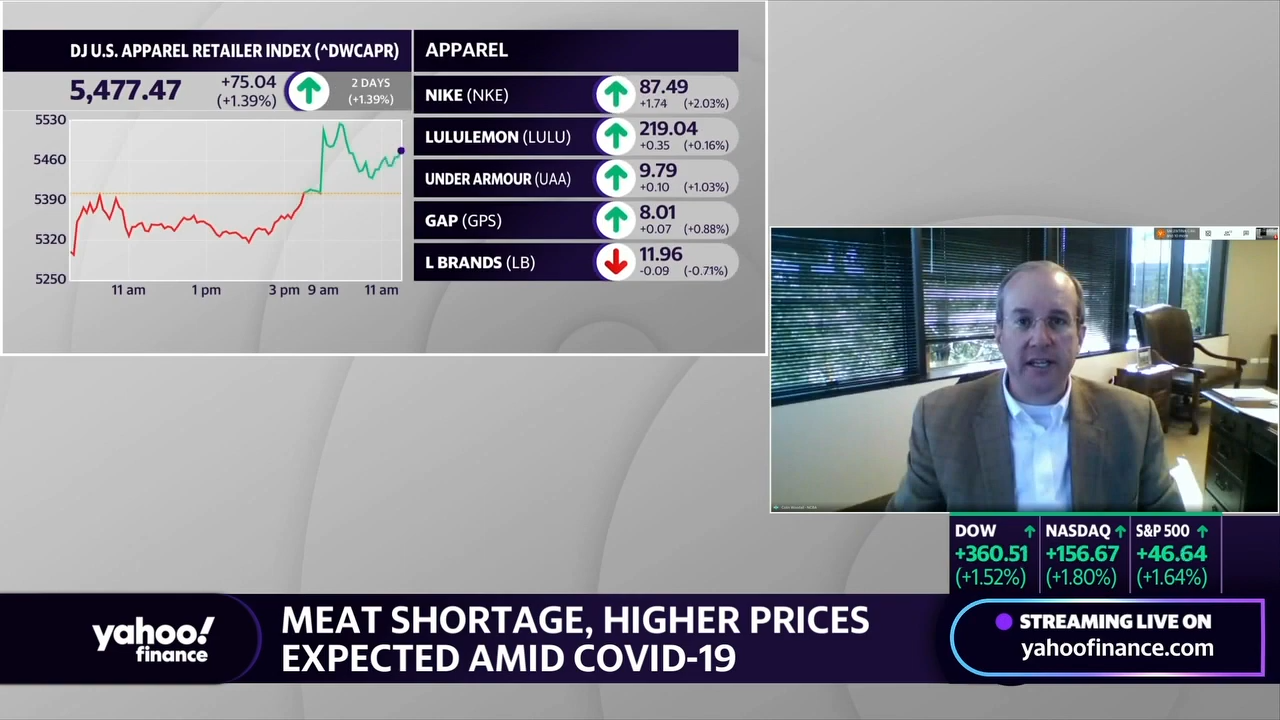 DJ U.S. APPAREL RETAILER INDEX (^DWCAPR)
5,477.47
+75.04
(+1.39%)
2 DAYS
(+1.39%)
5530
5460
5390
5320
5250
11 am
1 pm
3 pm
9 am
11 am
APPAREL
NIKE (NKE)
87.49
+1.74 (+2.03%)
LULULEMON (LULU)
219.04
+0.35 (+0.16%)
UNDER ARMOUR (UAA)
9.79
+0.10 (+1.03%)
GAP (GPS)
8.01
+0.07 (+0.88%)
L BRANDS (LB)
11.96
-0.09 (-0.71%)
DOW
+360.51
(+1.52%)
NASDAQ
+156.67
(+1.80%)
S&P 500
+46.64
(+1.64%)
yahoo!
finance
MEAT SHORTAGE, HIGHER PRICES
EXPECTED AMID COVID-19
STREAMING LIVE ON
yahoofinance.com